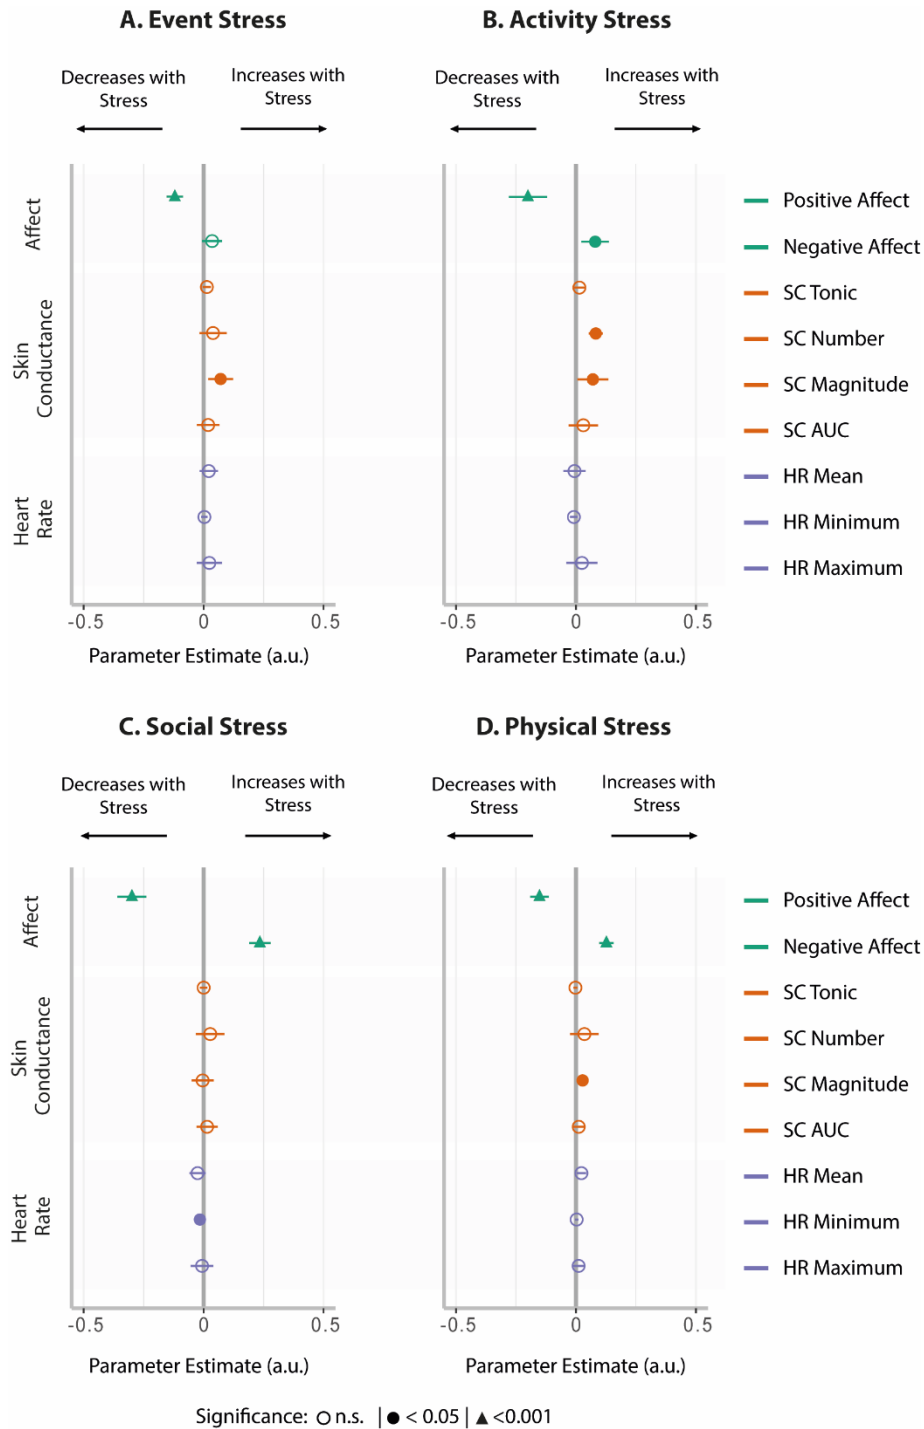 A. Event Stress
B. Activity Stress
Decreases with
Stress
Increases with
Stress
Decreases with
Stress
Increases with
Stress
Affect
Skin
Conductance
Heart
Rate
Positive Affect
Negative Affect
SC Tonic
SC Number
SC Magnitude
SC AUC
HR Mean
HR Minimum
HR Maximum
-0.5
0
0.5
-0.5
0
0.5
Parameter Estimate (a.u.)
Parameter Estimate (a.u.)
C. Social Stress
D. Physical Stress
Decreases with
Stress
Increases with
Stress
Decreases with
Stress
Increases with
Stress
Affect
Skin
Conductance
Heart
Rate
Positive Affect
Negative Affect
SC Tonic
SC Number
SC Magnitude
SC AUC
HR Mean
HR Minimum
HR Maximum
-0.5
0
0.5
-0.5
0
0.5
Parameter Estimate (a.u.)
Parameter Estimate (a.u.)
Significance: ○ n.s. | ● < 0.05 | ▲ <0.001